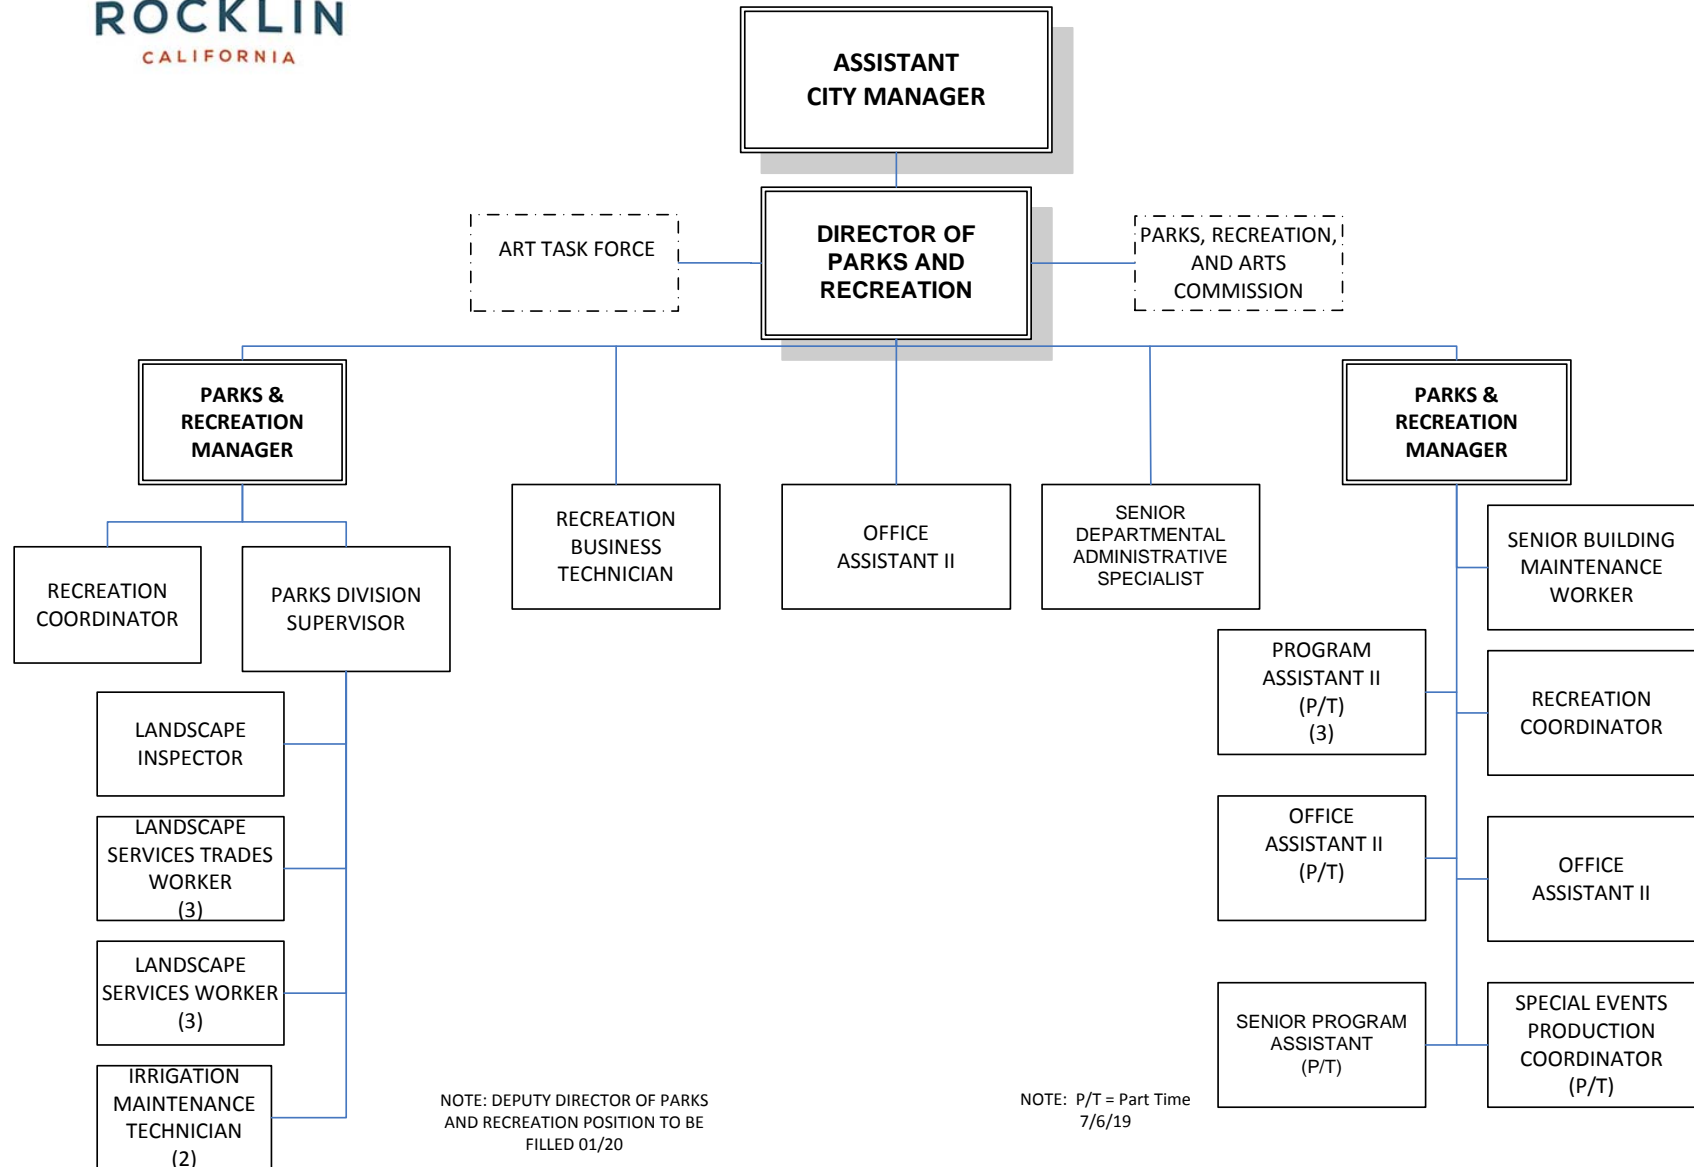 ROCKLIN
CALIFORNIA
ASSISTANT
CITY MANAGER
ART TASK FORCE
DIRECTOR OF
PARKS AND
RECREATION
PARKS, RECREATION,
AND ARTS
COMMISSION
PARKS &
RECREATION
MANAGER
PARKS &
RECREATION
MANAGER
RECREATION
BUSINESS
TECHNICIAN
OFFICE
ASSISTANT II
SENIOR
DEPARTMENTAL
ADMINISTRATIVE
SPECIALIST
RECREATION
COORDINATOR
PARKS DIVISION
SUPERVISOR
LANDSCAPE
INSPECTOR
LANDSCAPE
SERVICES TRADES
WORKER
(3)
LANDSCAPE
SERVICES WORKER
(3)
IRRIGATION
MAINTENANCE
TECHNICIAN
(2)
SENIOR BUILDING
MAINTENANCE
WORKER
PROGRAM
ASSISTANT II
(P/T)
(3)
RECREATION
COORDINATOR
OFFICE
ASSISTANT II
(P/T)
OFFICE
ASSISTANT II
SENIOR PROGRAM
ASSISTANT
(P/T)
SPECIAL EVENTS
PRODUCTION
COORDINATOR
(P/T)
NOTE: DEPUTY DIRECTOR OF PARKS
AND RECREATION POSITION TO BE
FILLED 01/20
NOTE:  P/T = Part Time
7/6/19